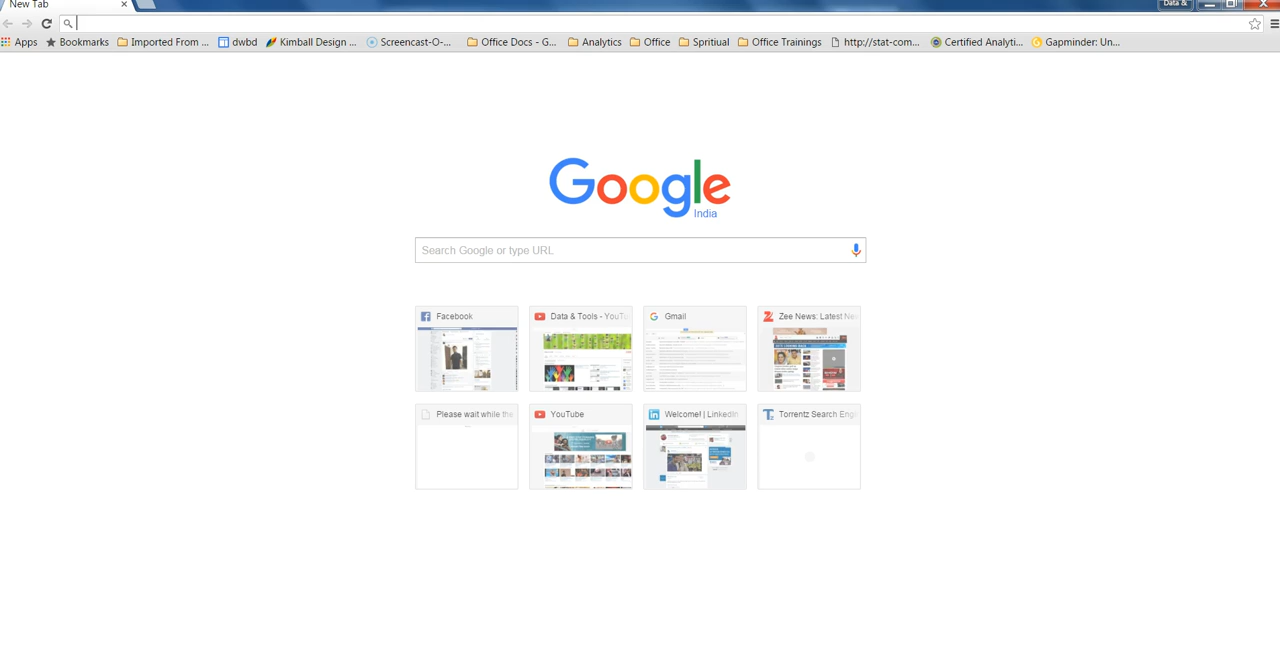 New Tab
Data &
Apps Bookmarks Imported From ... dwbd Kimball Design ... Screencast-O-... Office Docs - G... Analytics Office Spritiual Office Trainings http://stat-com... Certified Analyti... Gapminder: Un...
Google
India
Search Google or type URL
Facebook Data & Tools - YouTu Gmail Zee News: Latest Ne
Please wait while the YouTube Welcome! | LinkedIn Torrentz Search Engi